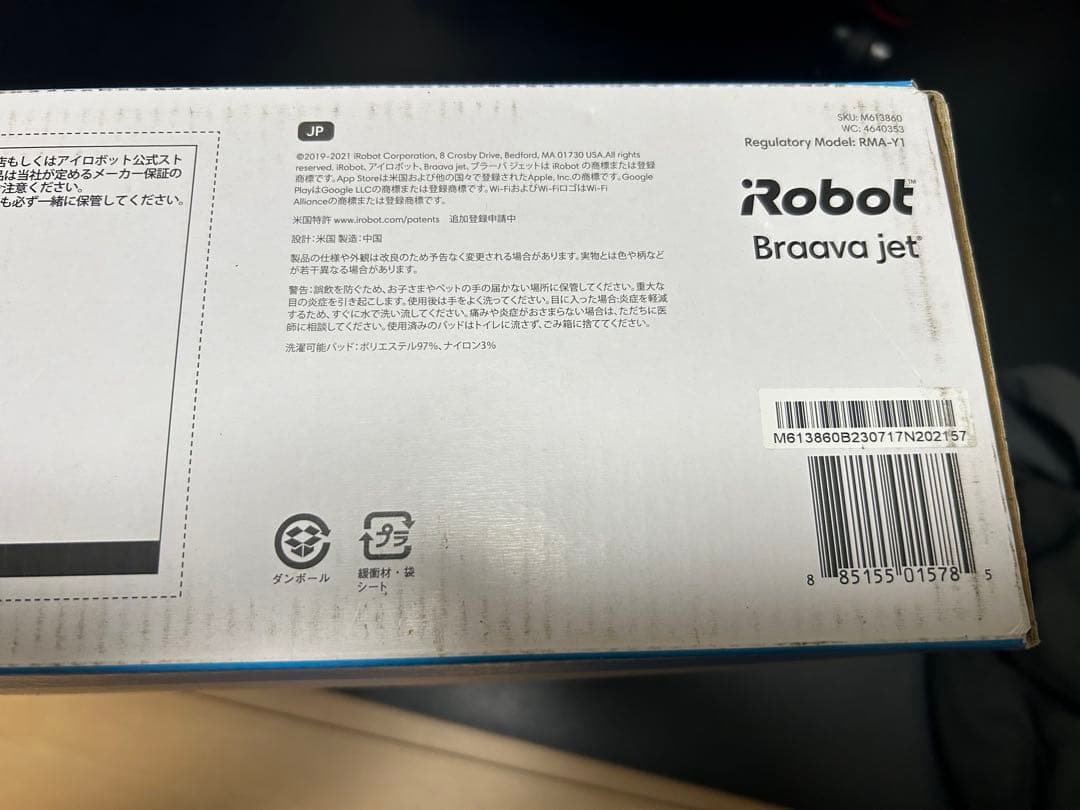 店もしくはアイロボット公式スト
品は当社が定めるメーカー保証の
注意ください。
も必ず一緒に保管してください。
JP
©2019-2021 iRobot Corporation, 8 Crosby Drive, Bedford, MA 01730 USA.All rights
reserved. iRobot、アイロボット、Braava jet、ブラーバ ジェットは iRobot の商標または登録
商標です。App Storeは米国および他の国々で登録されたApple, Inc.の商標です。Google
PlayはGoogle LLCの商標または登録商標です。Wi-FiおよびWi-FiロゴはWi-Fi
Allianceの商標または登録商標です。
米国特許 www.irobot.com/patents 追加登録申請中
設計：米国 製造：中国
製品の仕様や外観は改良のため予告なく変更される場合があります。実物とは色や柄など
が若干異なる場合があります。
警告：誤飲を防ぐため、お子さまやペットの手の届かない場所に保管してください。重大な
目の炎症を引き起こします。使用後は手をよく洗ってください。目に入った場合:炎症を軽減
するため、すぐに水で洗い流してください。痛みや炎症がおさまらない場合は、ただちに医
師に相談してください。使用済みのパッドはトイレに流さず、ごみ箱に捨ててください。
洗濯可能パッド：ポリエステル97%、ナイロン3%
ダンボール
プラ
緩衝材・袋
シート
SKU: M613860
WC: 4640353
Regulatory Model: RMA-Y1
iRobot™
Braava jet®
M613860B230717N202157
8 85155 01578 5